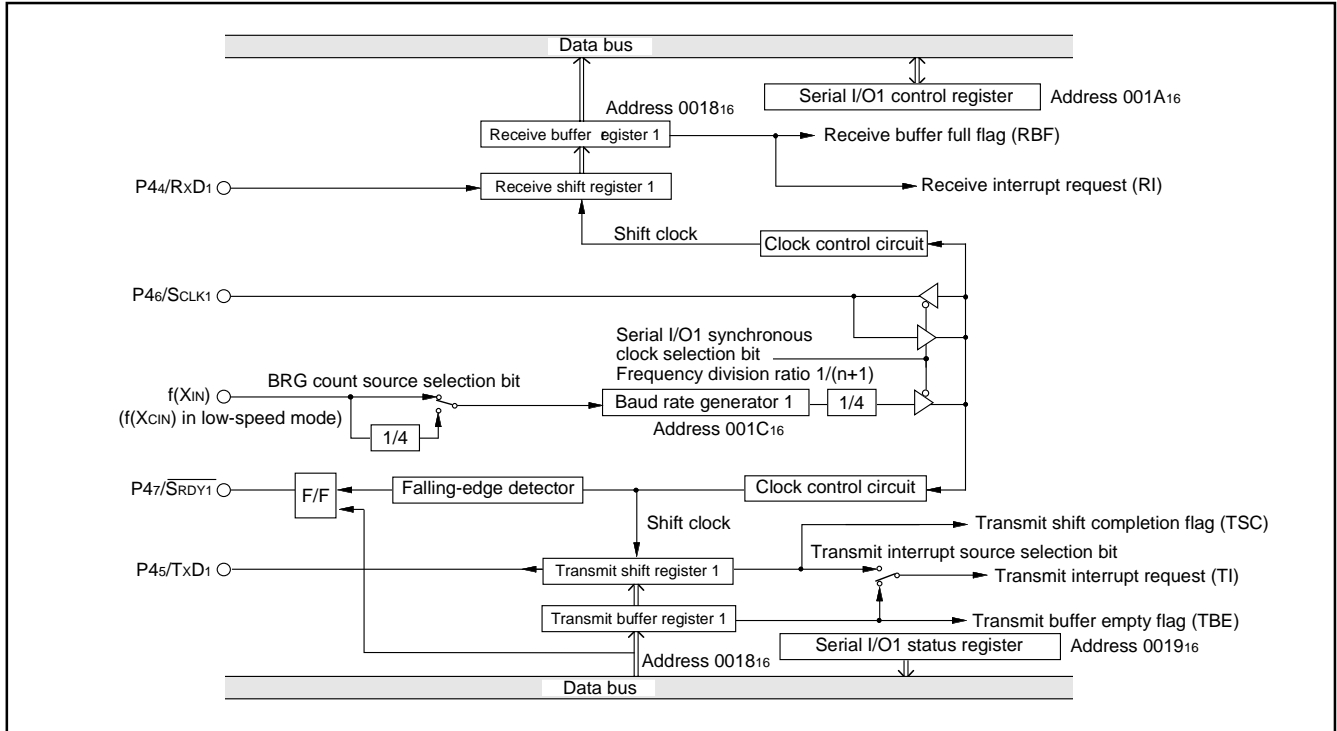 Data bus
Serial I/O1 control register Address 001A16
Address 001816
Receive buffer egister 1 Receive buffer full flag (RBF)
P44/RXD1 Receive shift register 1 Receive interrupt request (RI)
Shift clock Clock control circuit
P46/SCLK1
Serial I/O1 synchronous
clock selection bit
BRG count source selection bit Frequency division ratio 1/(n+1)
f(XIN) Baud rate generator 1 1/4
(f(XCIN) in low-speed mode)
1/4 Address 001C16
P47/SRDY1 F/F Falling-edge detector Clock control circuit
Shift clock Transmit shift completion flag (TSC)
Transmit interrupt source selection bit
P45/TXD1 Transmit shift register 1 Transmit interrupt request (TI)
Transmit buffer register 1 Transmit buffer empty flag (TBE)
Serial I/O1 status register Address 001916
Address 001816
Data bus